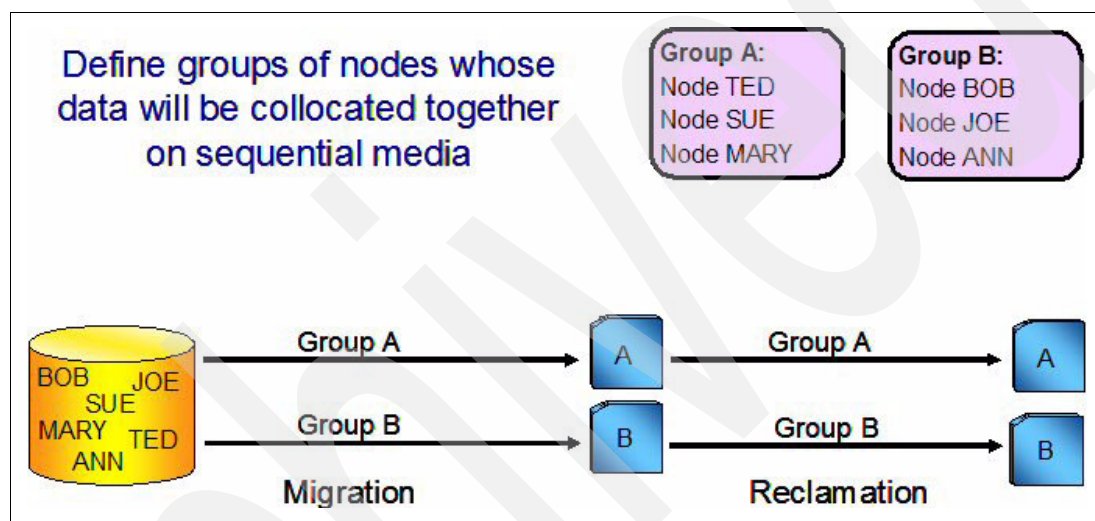 Define groups of nodes whose
data will be collocated together
on sequential media
Group A:
Node TED
Node SUE
Node MARY
Group B:
Node BOB
Node JOE
Node ANN
BOB
JOE
SUE
MARY
TED
ANN
Group A
A
Group A
A
Group B
B
Group B
B
Migration
Reclamation